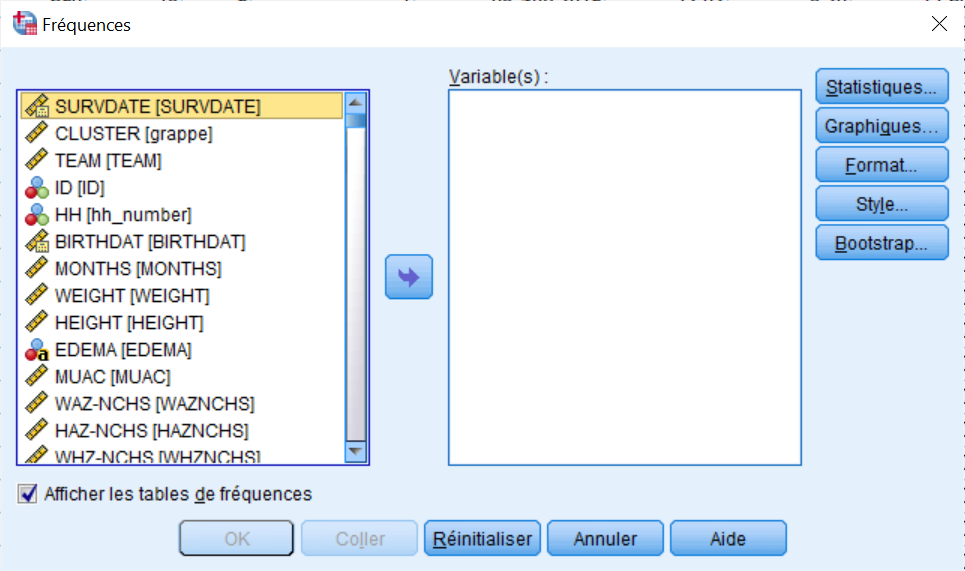 Fréquences
Variable(s) :
SURVDATE [SURVDATE]
CLUSTER [grappe]
TEAM [TEAM]
ID [ID]
HH [hh_number]
BIRTHDAT [BIRTHDAT]
MONTHS [MONTHS]
WEIGHT [WEIGHT]
HEIGHT [HEIGHT]
EDEMA [EDEMA]
MUAC [MUAC]
WAZ-NCHS [WAZNCHS]
HAZ-NCHS [HAZNCHS]
WHZ-NCHS [WHZNCHS]
Statistiques...
Graphiques...
Format...
Style...
Bootstrap...
Afficher les tables de fréquences
OK Coller Réinitialiser Annuler Aide